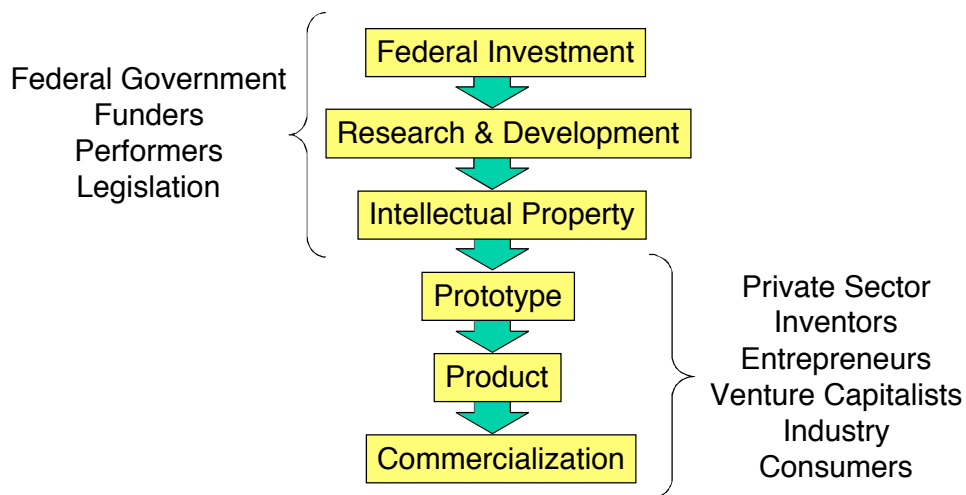 Federal Investment
Federal Government
Funders
Performers
Legislation
Research & Development
Intellectual Property
Prototype
Product
Commercialization
Private Sector
Inventors
Entrepreneurs
Venture Capitalists
Industry
Consumers